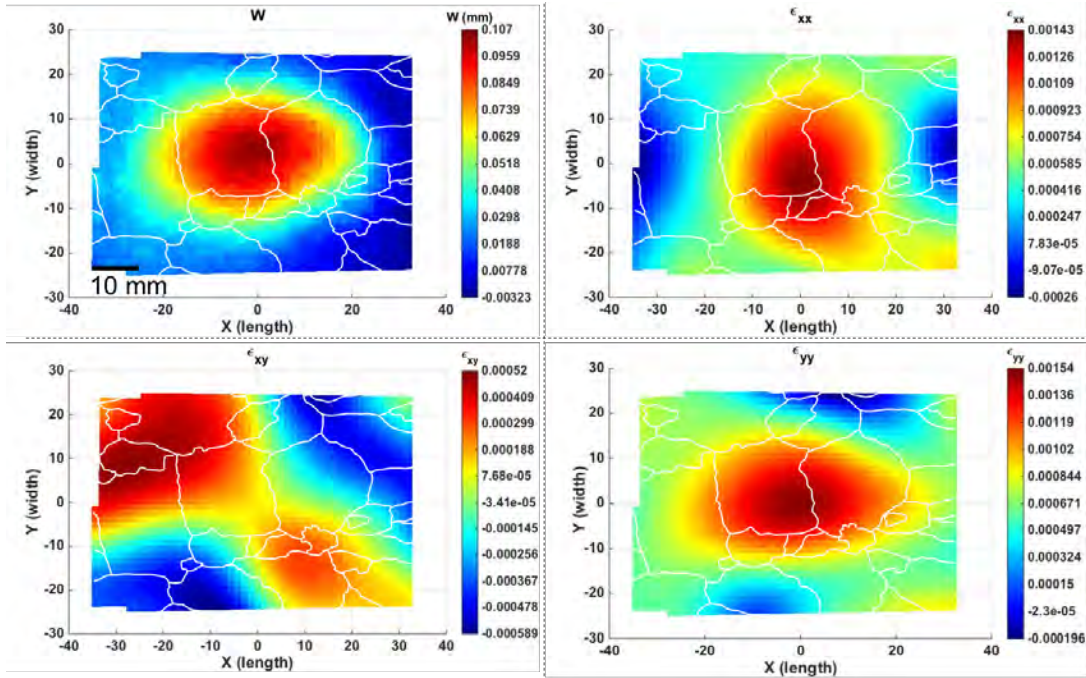 W
W (mm)
30
20
10
0
-10
-20
-30
Y (width)
10 mm
-40 -30 -20 -10 0 10 20 30 40
X (length)
0.107
0.0959
0.0849
0.0739
0.0629
0.0518
0.0408
0.0298
0.0188
0.00778
-0.00323
ϵxx
ϵxx
30
20
10
0
-10
-20
-30
Y (width)
-40 -30 -20 -10 0 10 20 30 40
X (length)
0.00143
0.00126
0.00109
0.000923
0.000754
0.000585
0.000416
0.000247
7.83e-05
-9.07e-05
-0.00026
ϵxy
ϵxy
30
20
10
0
-10
-20
-30
Y (width)
-40 -30 -20 -10 0 10 20 30 40
X (length)
0.00052
0.000409
0.000299
0.000188
7.68e-05
-3.41e-05
-0.000145
-0.000256
-0.000367
-0.000478
-0.000589
ϵyy
ϵyy
30
20
10
0
-10
-20
-30
Y (width)
-40 -30 -20 -10 0 10 20 30 40
X (length)
0.00154
0.00136
0.00119
0.00102
0.000844
0.000671
0.000497
0.000324
0.00015
-2.3e-05
-0.000196